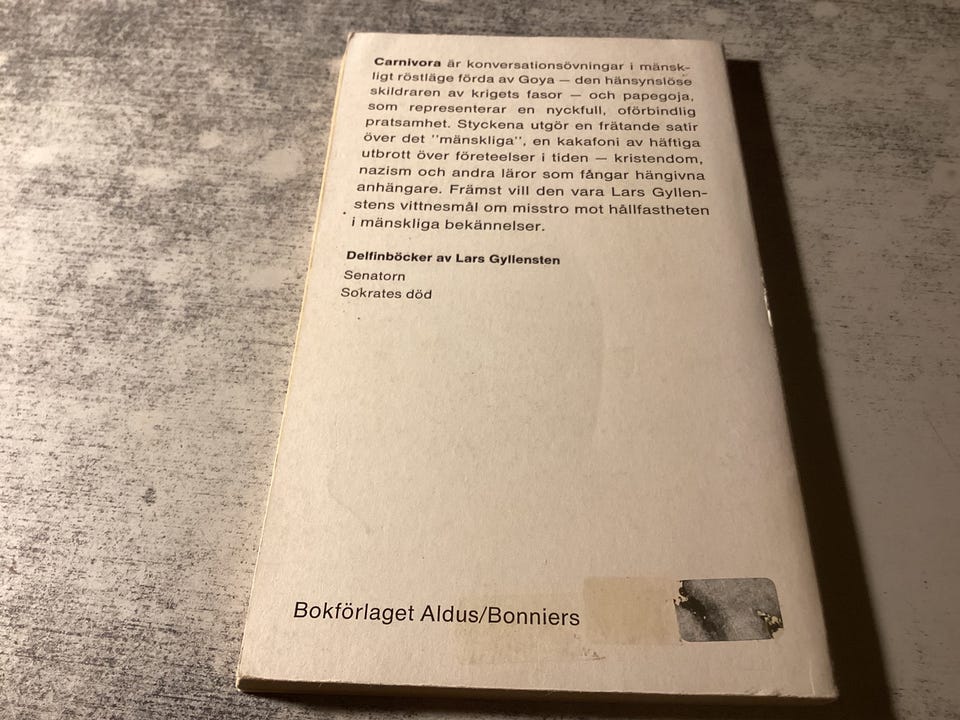 Carnivora är konversationsövningar i mänsk-
ligt röstläge förda av Goya — den hänsynslöse
skildraren av krigets fasor — och papegoja,
som representerar en nyckfull, oförbindlig
pratsamhet. Styckena utgör en frätande satir
över det "mänskliga", en kakafoni av häftiga
utbrott över företeelser i tiden — kristendom,
nazism och andra läror som fångar hängivna
anhängare. Främst vill den vara Lars Gyllen-
stens vittnesmål om misstro mot hållfastheten
i mänskliga bekännelser.
Delfinböcker av Lars Gyllensten
Senatorn
Sokrates död
Bokförlaget Aldus/Bonniers